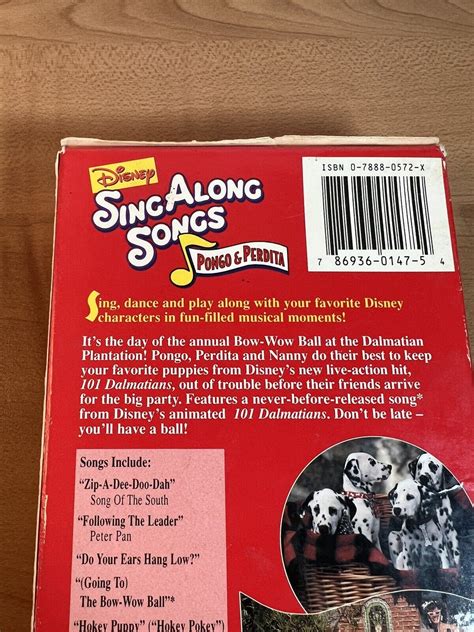 Disney
SING ALONG
SONGS
PONGO & PERDITA
ISBN 0-7888-0572-X
7 86936-0147-5 4
Sing, dance and play along with your favorite Disney
characters in fun-filled musical moments!
It's the day of the annual Bow-Wow Ball at the Dalmatian
Plantation! Pongo, Perdita and Nanny do their best to keep
your favorite puppies from Disney's new live-action hit,
101 Dalmatians, out of trouble before their friends arrive
for the big party. Features a never-before-released song*
from Disney's animated 101 Dalmatians. Don't be late –
you'll have a ball!
Songs Include:
"Zip-A-Dee-Doo-Dah"
Song Of The South
"Following The Leader"
Peter Pan
"Do Your Ears Hang Low?"
"(Going To)
The Bow-Wow Ball"*
"Hokey Puppy" ("Hokey Pokey")